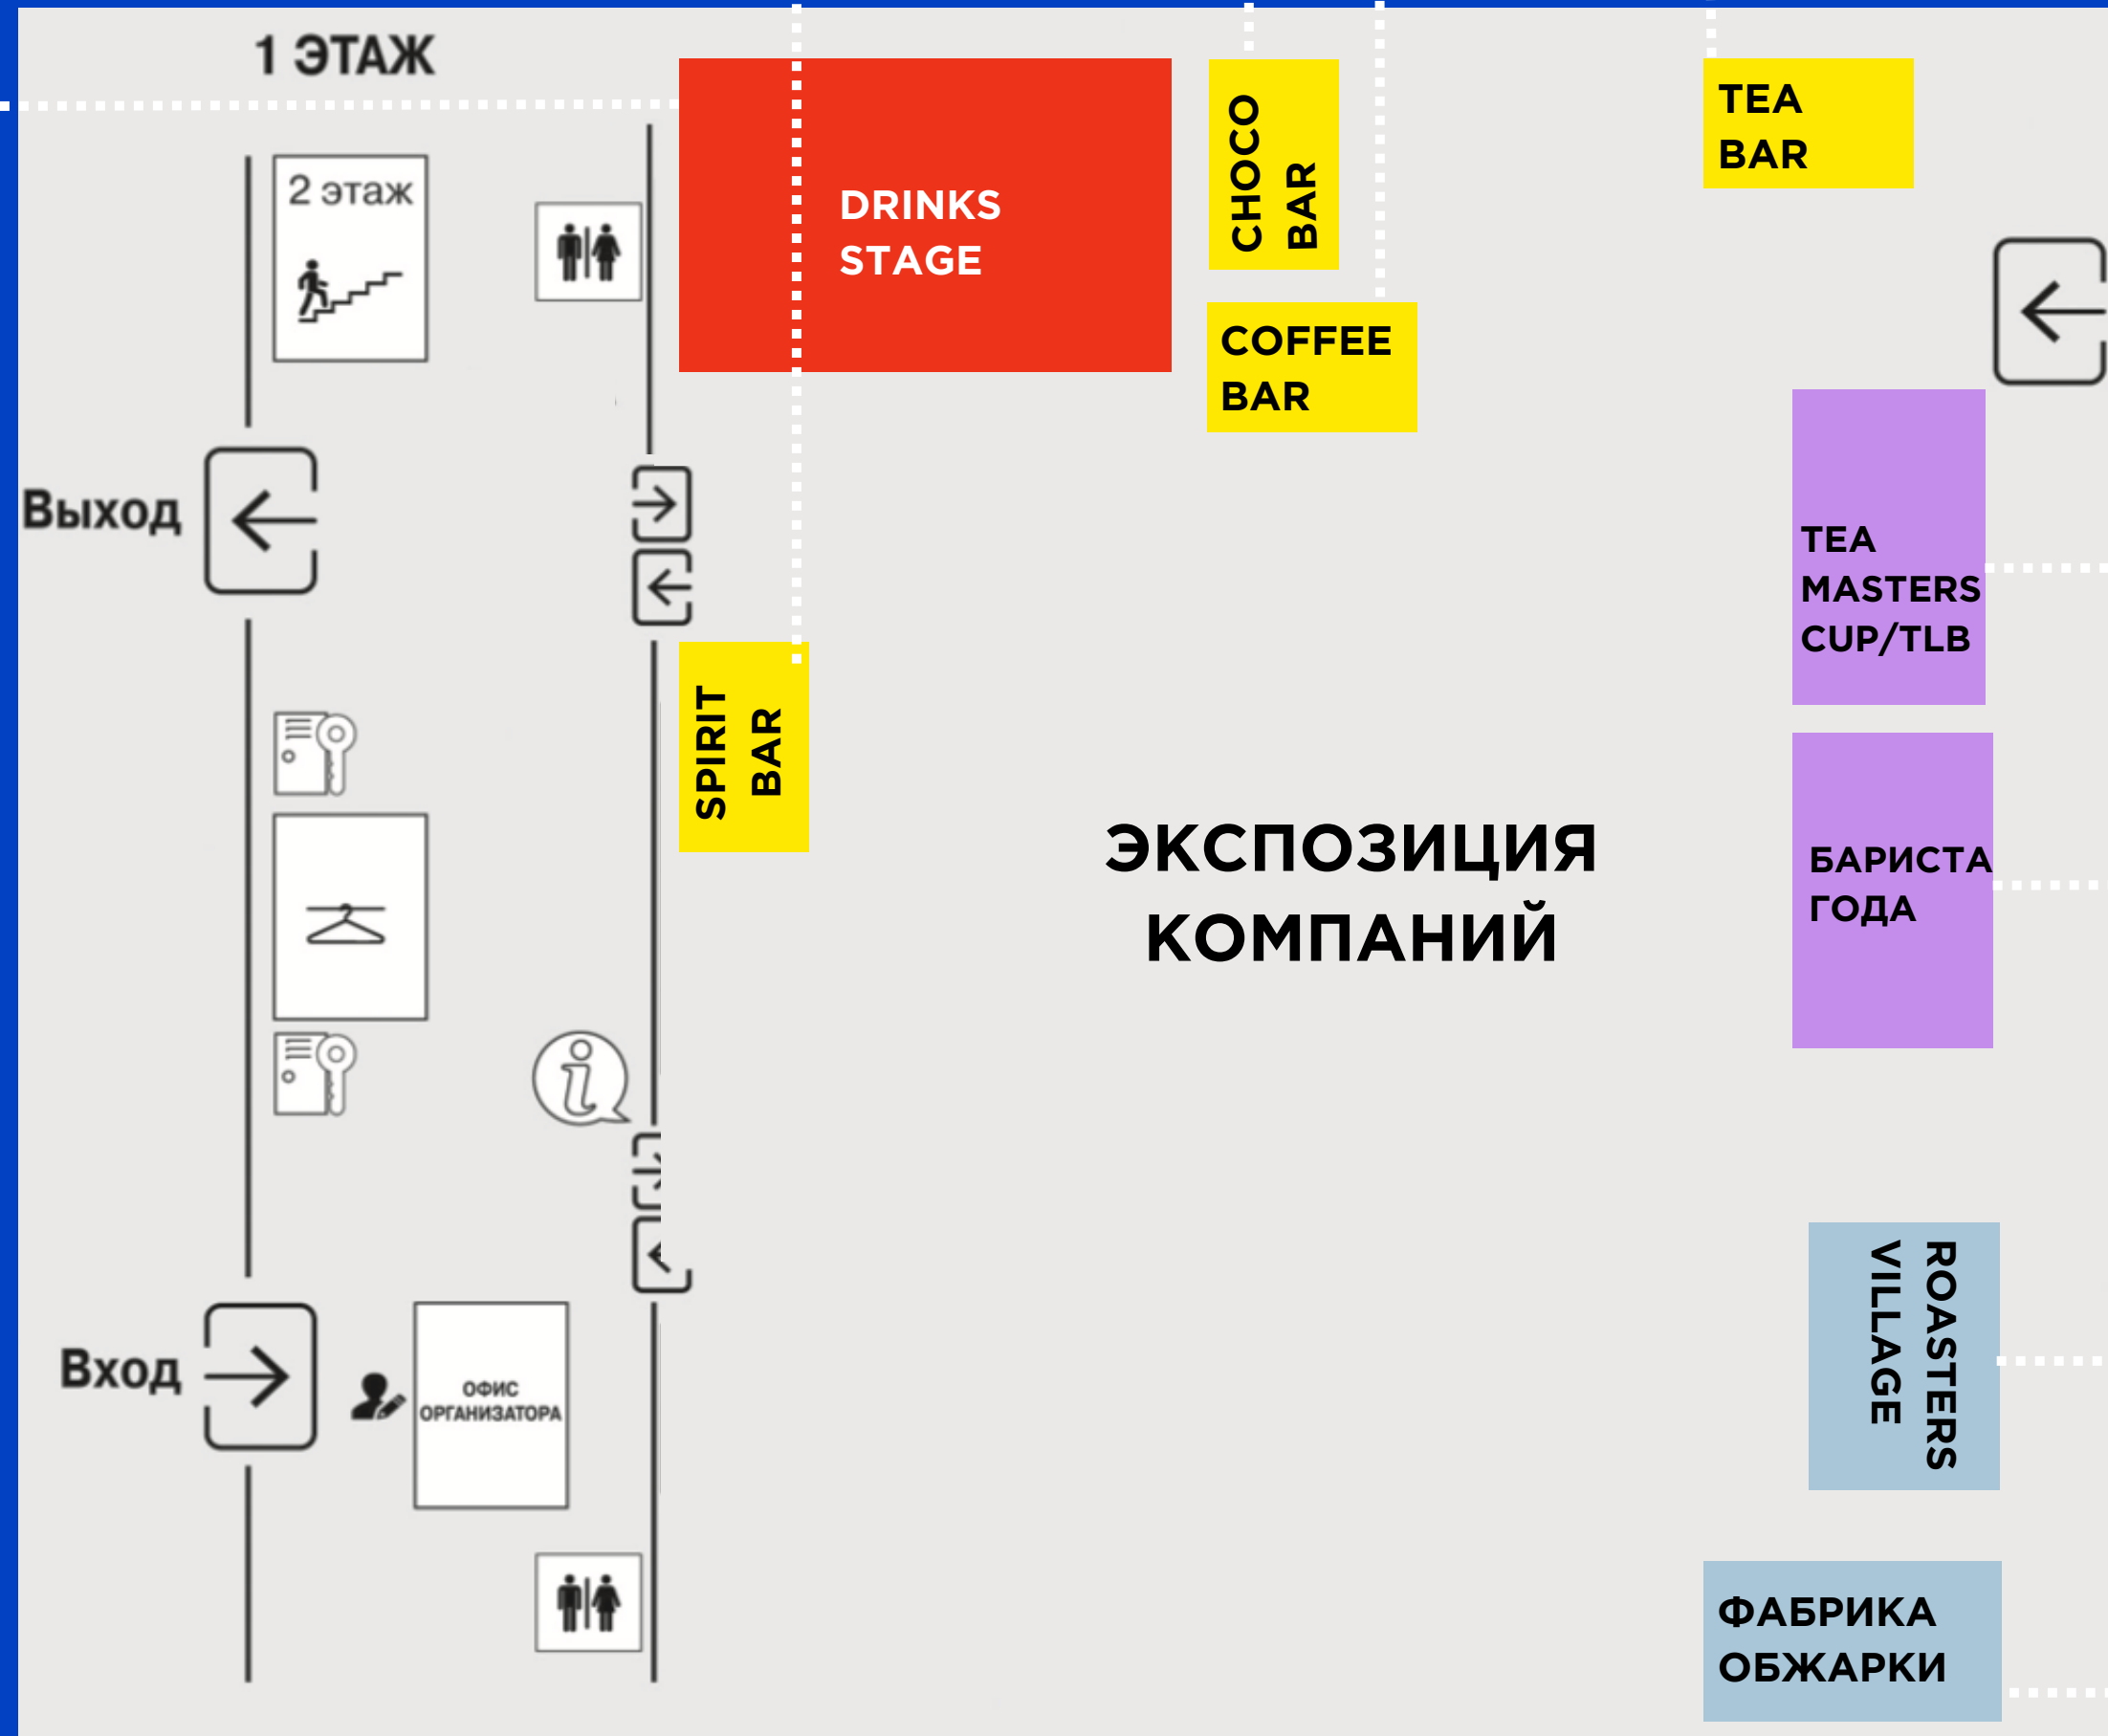 1 ЭТАЖ
2 этаж
DRINKS
STAGE
CHOCO
BAR
TEA
BAR
COFFEE
BAR
Выход
TEA
MASTERS
CUP/TLB
SPIRIT
BAR
ЭКСПОЗИЦИЯ
КОМПАНИЙ
БАРИСТА
ГОДА
ROASTERS
VILLAGE
Вход
ОФИС
ОРГАНИЗАТОРА
ФАБРИКА
ОБЖАРКИ